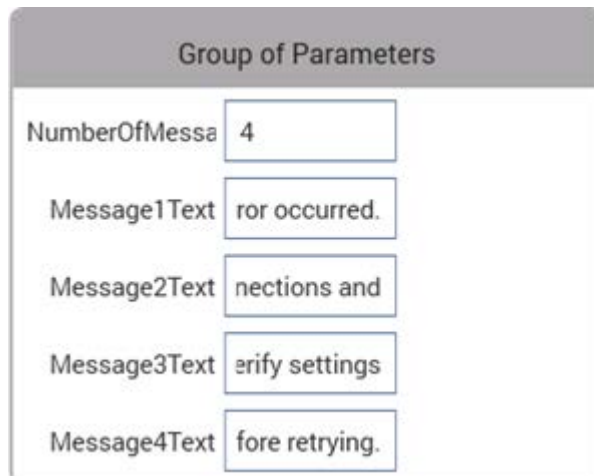 Group of Parameters
NumberOfMessa 4
Message1Text ror occurred.
Message2Text nections and
Message3Text erify settings
Message4Text fore retrying.